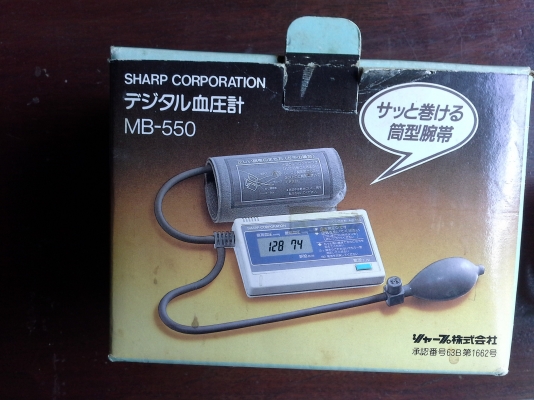 SHARP CORPORATION
デジタル血圧計
MB-550
サッと巻ける
筒型腕帯
SHARP CORPORATION
128 74
シャープ株式会社
承認番号63B第1662号